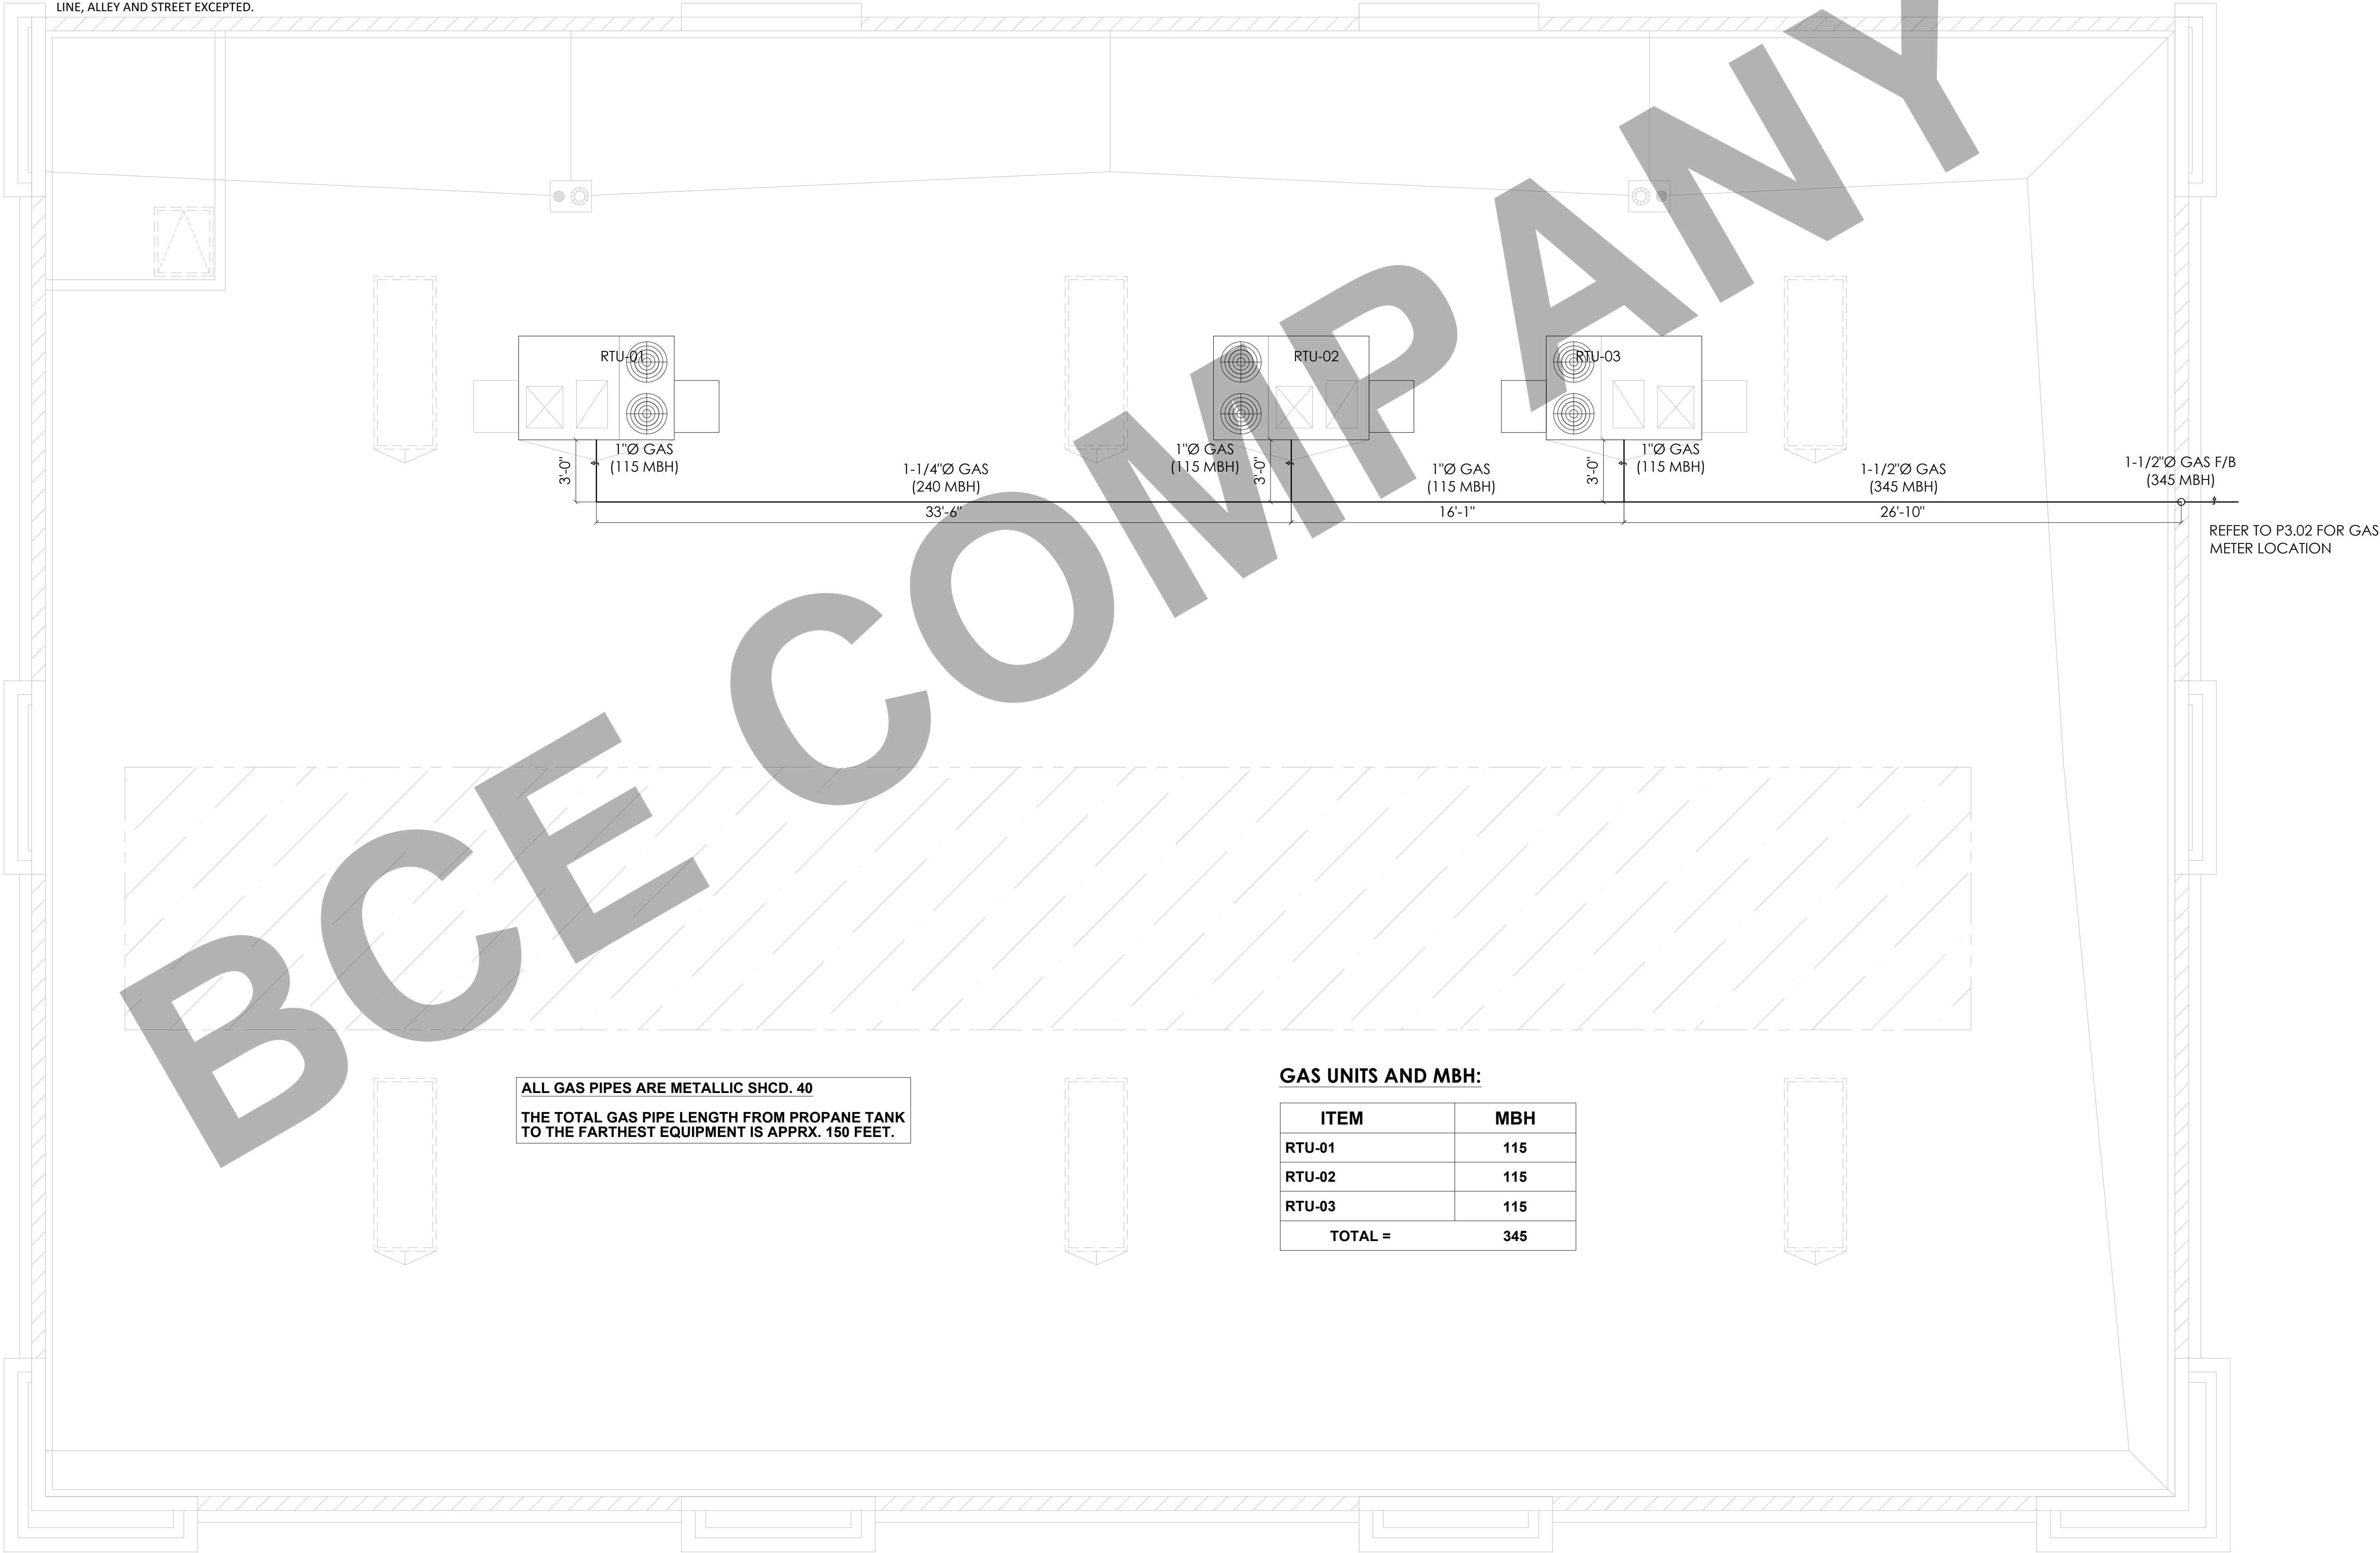 LINE, ALLEY AND STREET EXCEPTED.
RTU-01
RTU-02
RTU-03
3'-0"
1"Ø GAS
(115 MBH)
1-1/4"Ø GAS
(240 MBH)
1"Ø GAS
(115 MBH)
3'-0"
1"Ø GAS
(115 MBH)
3'-0"
1"Ø GAS
(115 MBH)
1-1/2"Ø GAS
(345 MBH)
1-1/2"Ø GAS F/B
(345 MBH)
33'-6"
16'-1"
26'-10"
REFER TO P3.02 FOR GAS
METER LOCATION
BCE COMPANY
ALL GAS PIPES ARE METALLIC SHCD. 40
THE TOTAL GAS PIPE LENGTH FROM PROPANE TANK
TO THE FARTHEST EQUIPMENT IS APPRX. 150 FEET.
GAS UNITS AND MBH:
ITEM MBH
RTU-01 115
RTU-02 115
RTU-03 115
TOTAL = 345